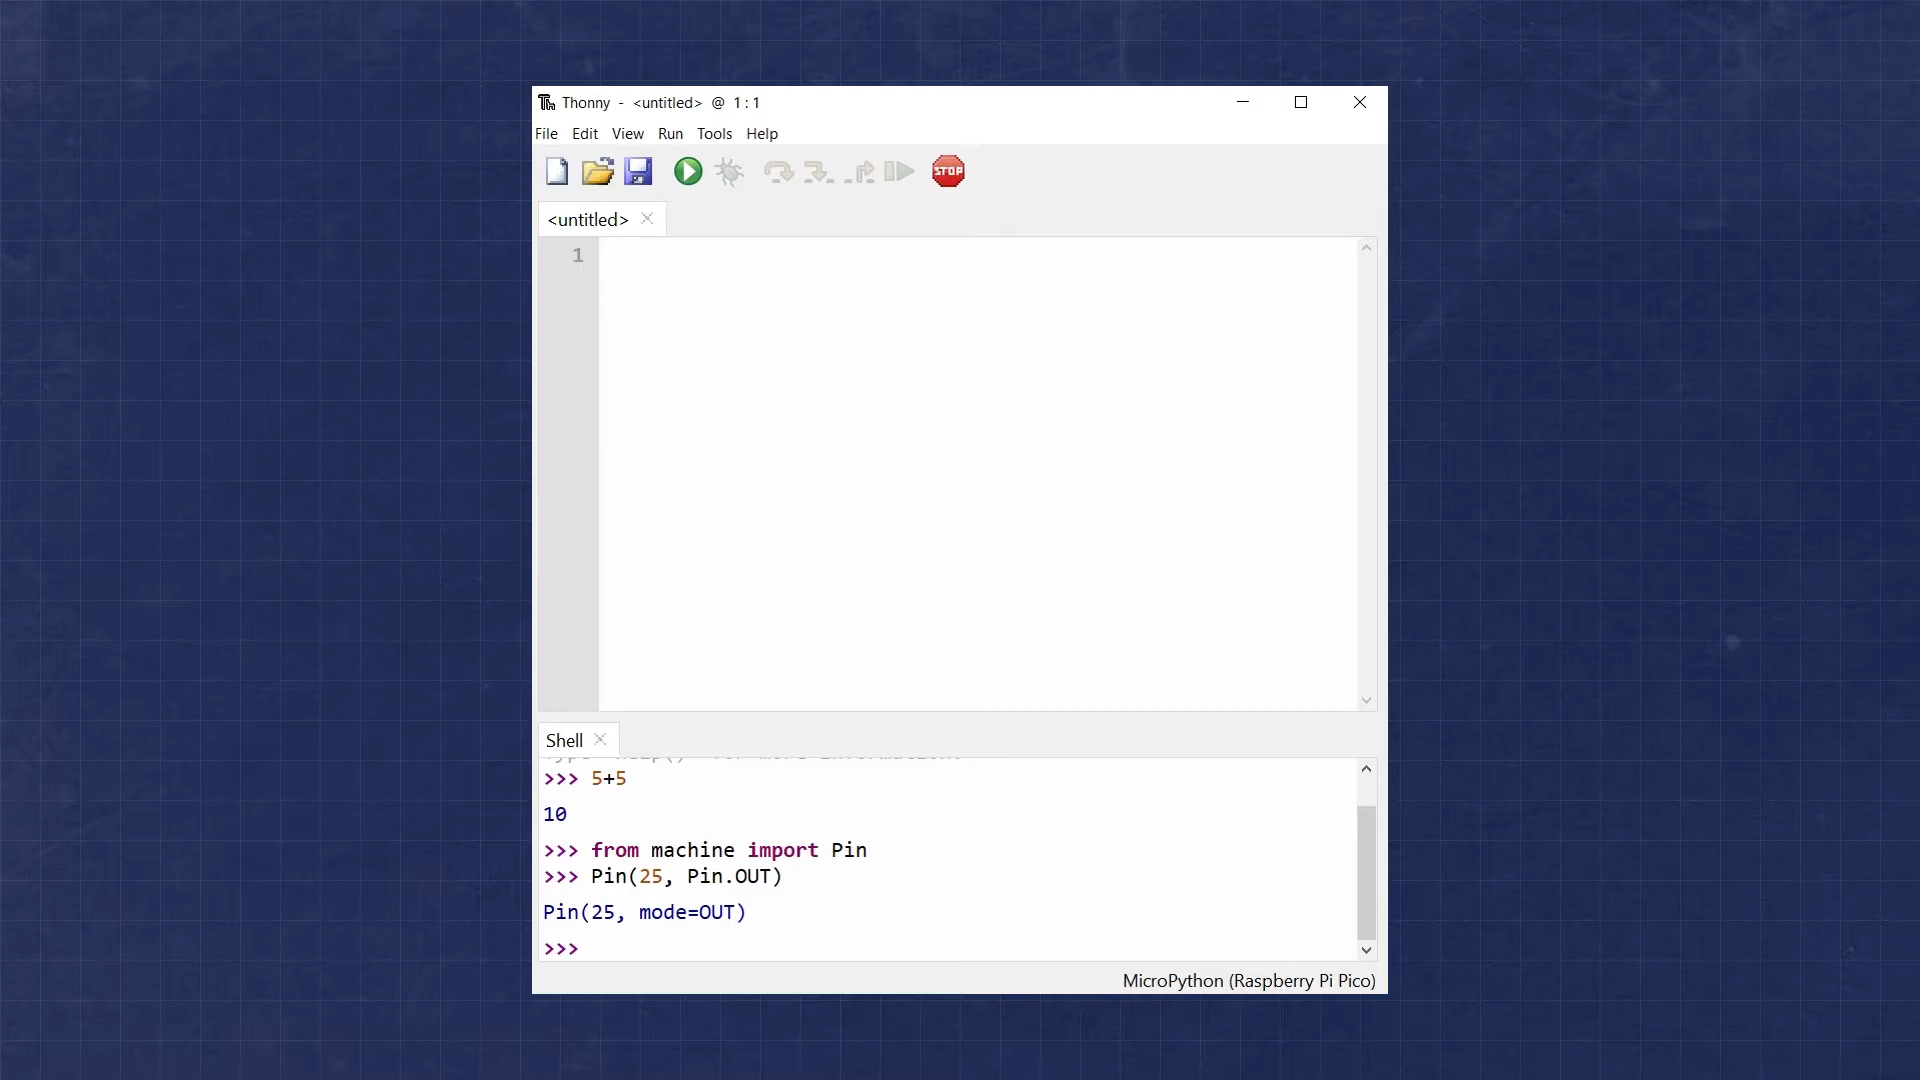 Thonny - <untitled> @ 1 : 1
File Edit View Run Tools Help
STOP
<untitled>
1
Shell
>>> 5+5
10
>>> from machine import Pin
>>> Pin(25, Pin.OUT)
Pin(25, mode=OUT)
>>>
MicroPython (Raspberry Pi Pico)